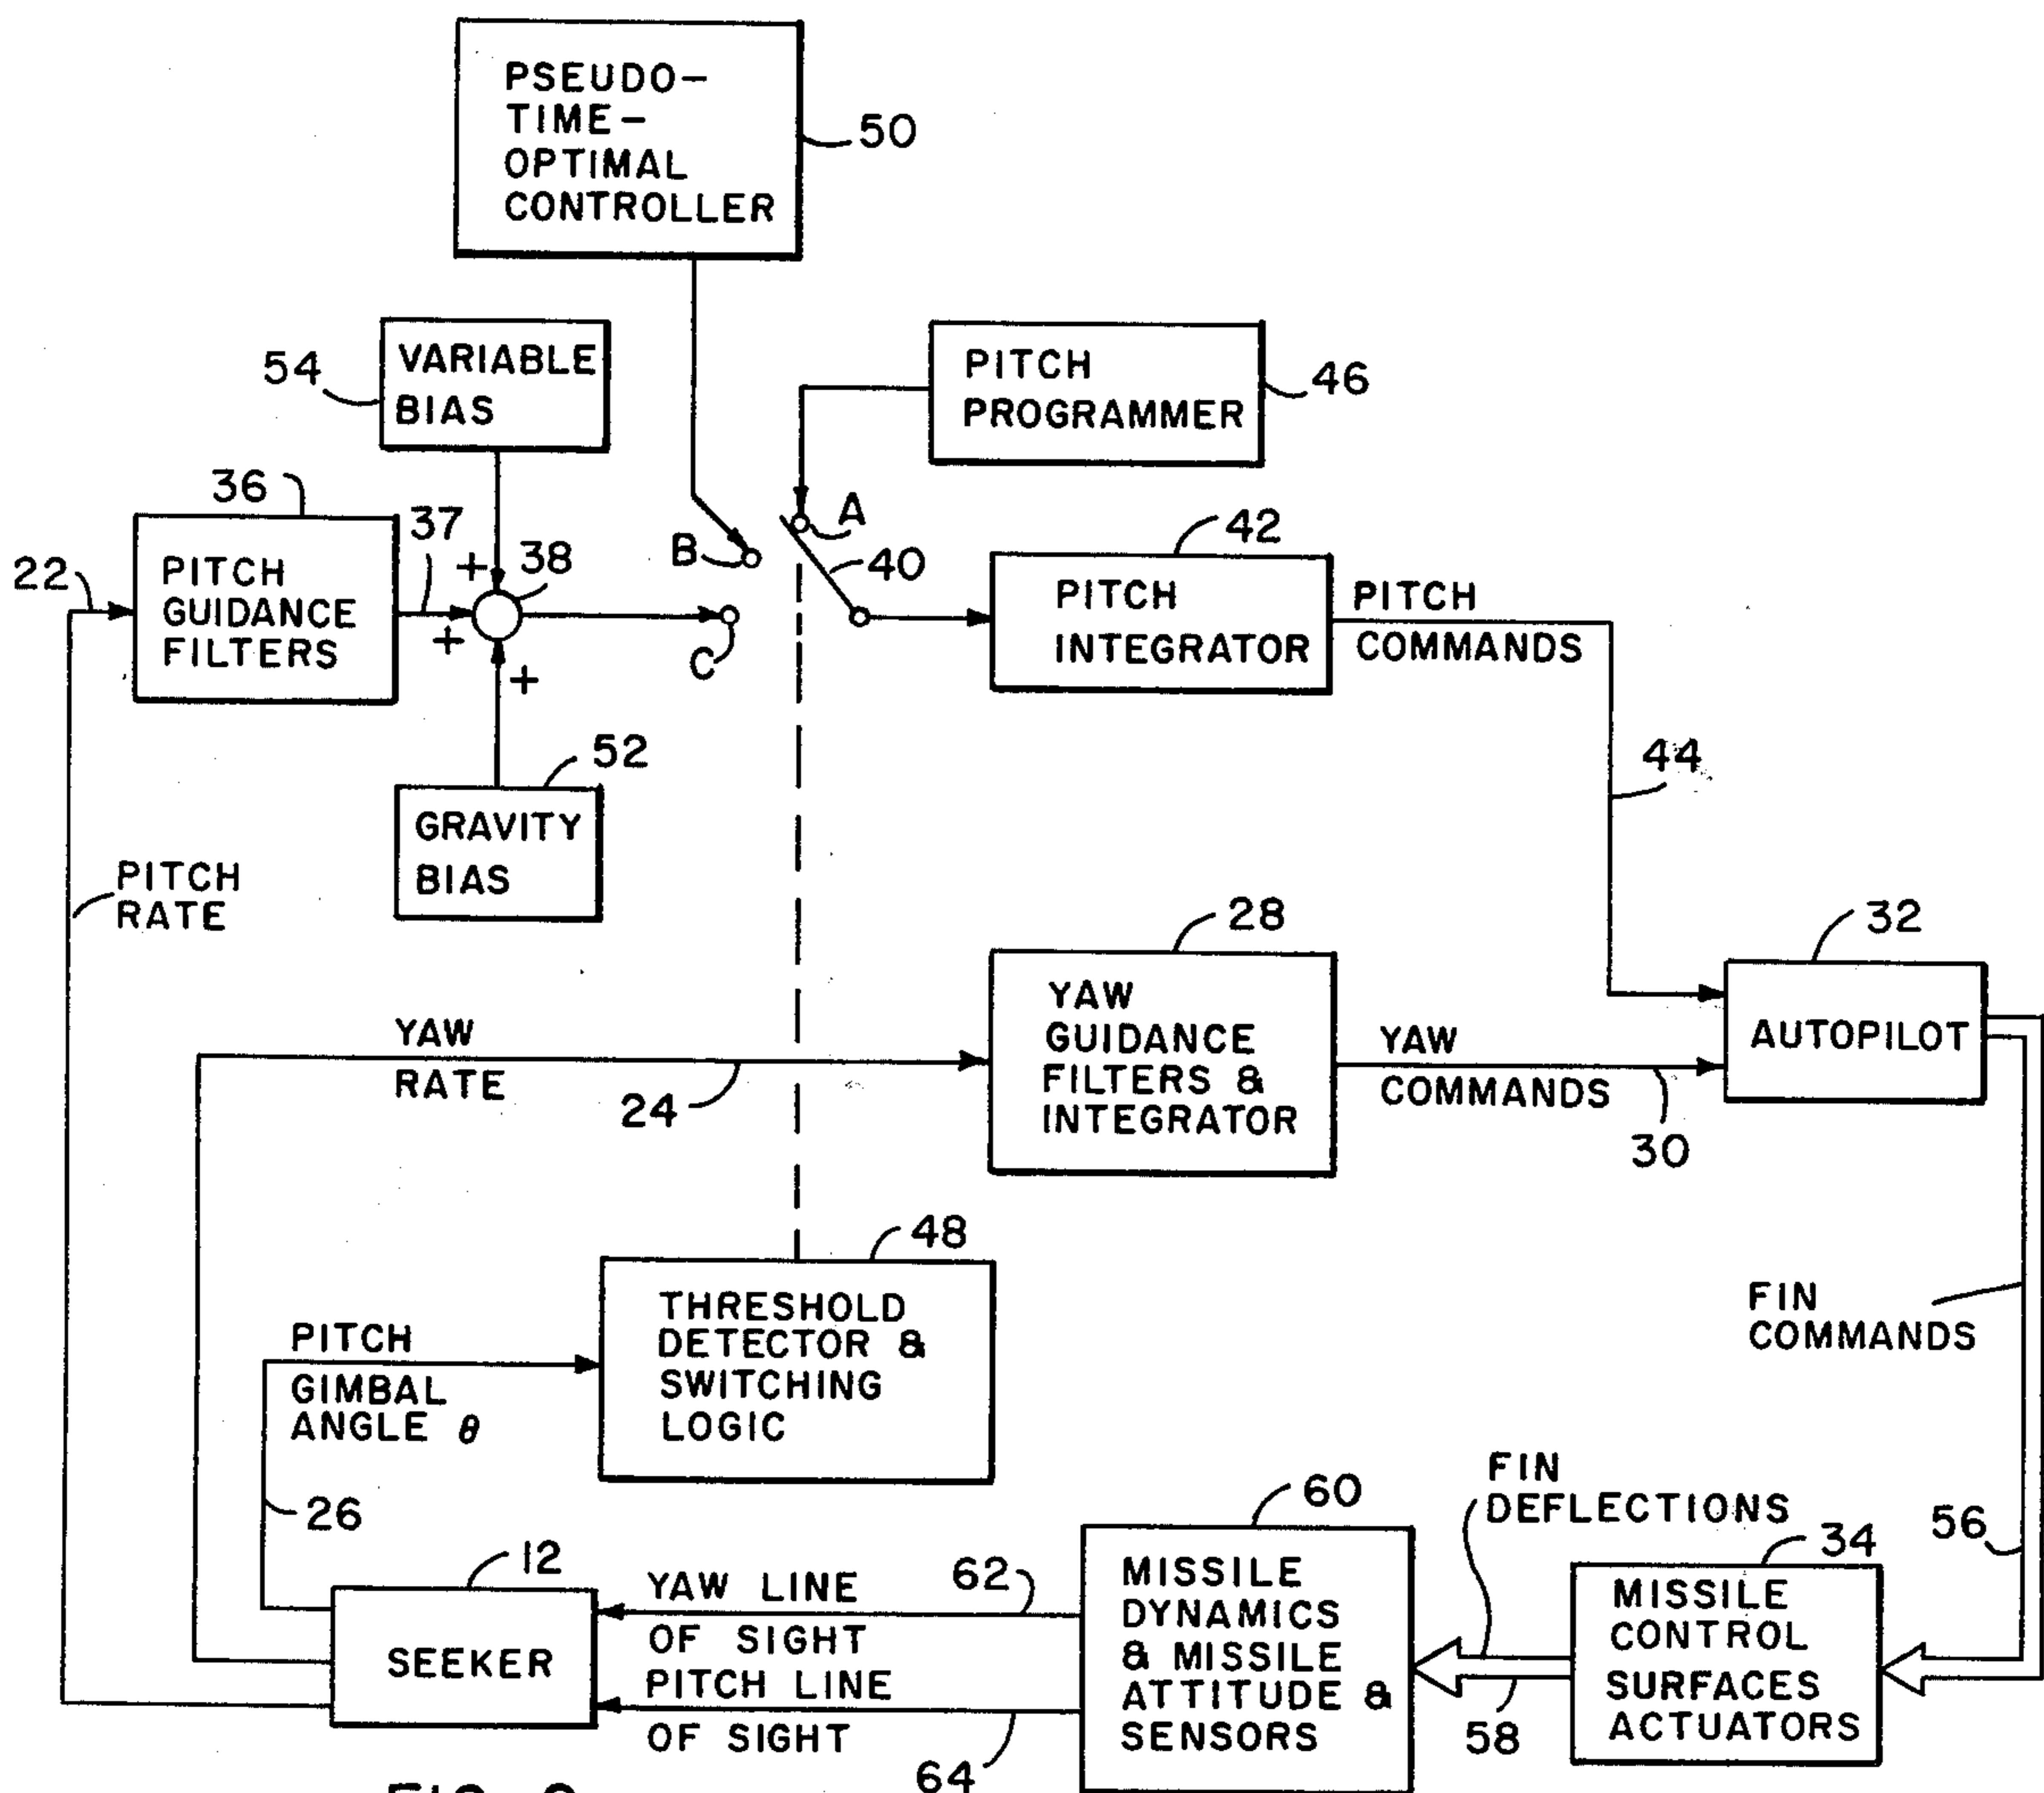 PSEUDO-
TIME-
OPTIMAL
CONTROLLER
50
VARIABLE
BIAS
54
PITCH
PROGRAMMER
46
36
37
38
+
+
+
22
PITCH
GUIDANCE
FILTERS
A
B
C
40
42
PITCH
INTEGRATOR
PITCH
COMMANDS
44
52
GRAVITY
BIAS
PITCH
RATE
28
YAW
GUIDANCE
FILTERS &
INTEGRATOR
YAW
RATE
24
YAW
COMMANDS
30
32
AUTOPILOT
48
THRESHOLD
DETECTOR &
SWITCHING
LOGIC
PITCH
GIMBAL
ANGLE θ
26
FIN
COMMANDS
56
12
SEEKER
YAW LINE
OF SIGHT
62
PITCH LINE
OF SIGHT
64
60
MISSILE
DYNAMICS
& MISSILE
ATTITUDE &
SENSORS
FIN
DEFLECTIONS
58
34
MISSILE
CONTROL
SURFACES
ACTUATORS